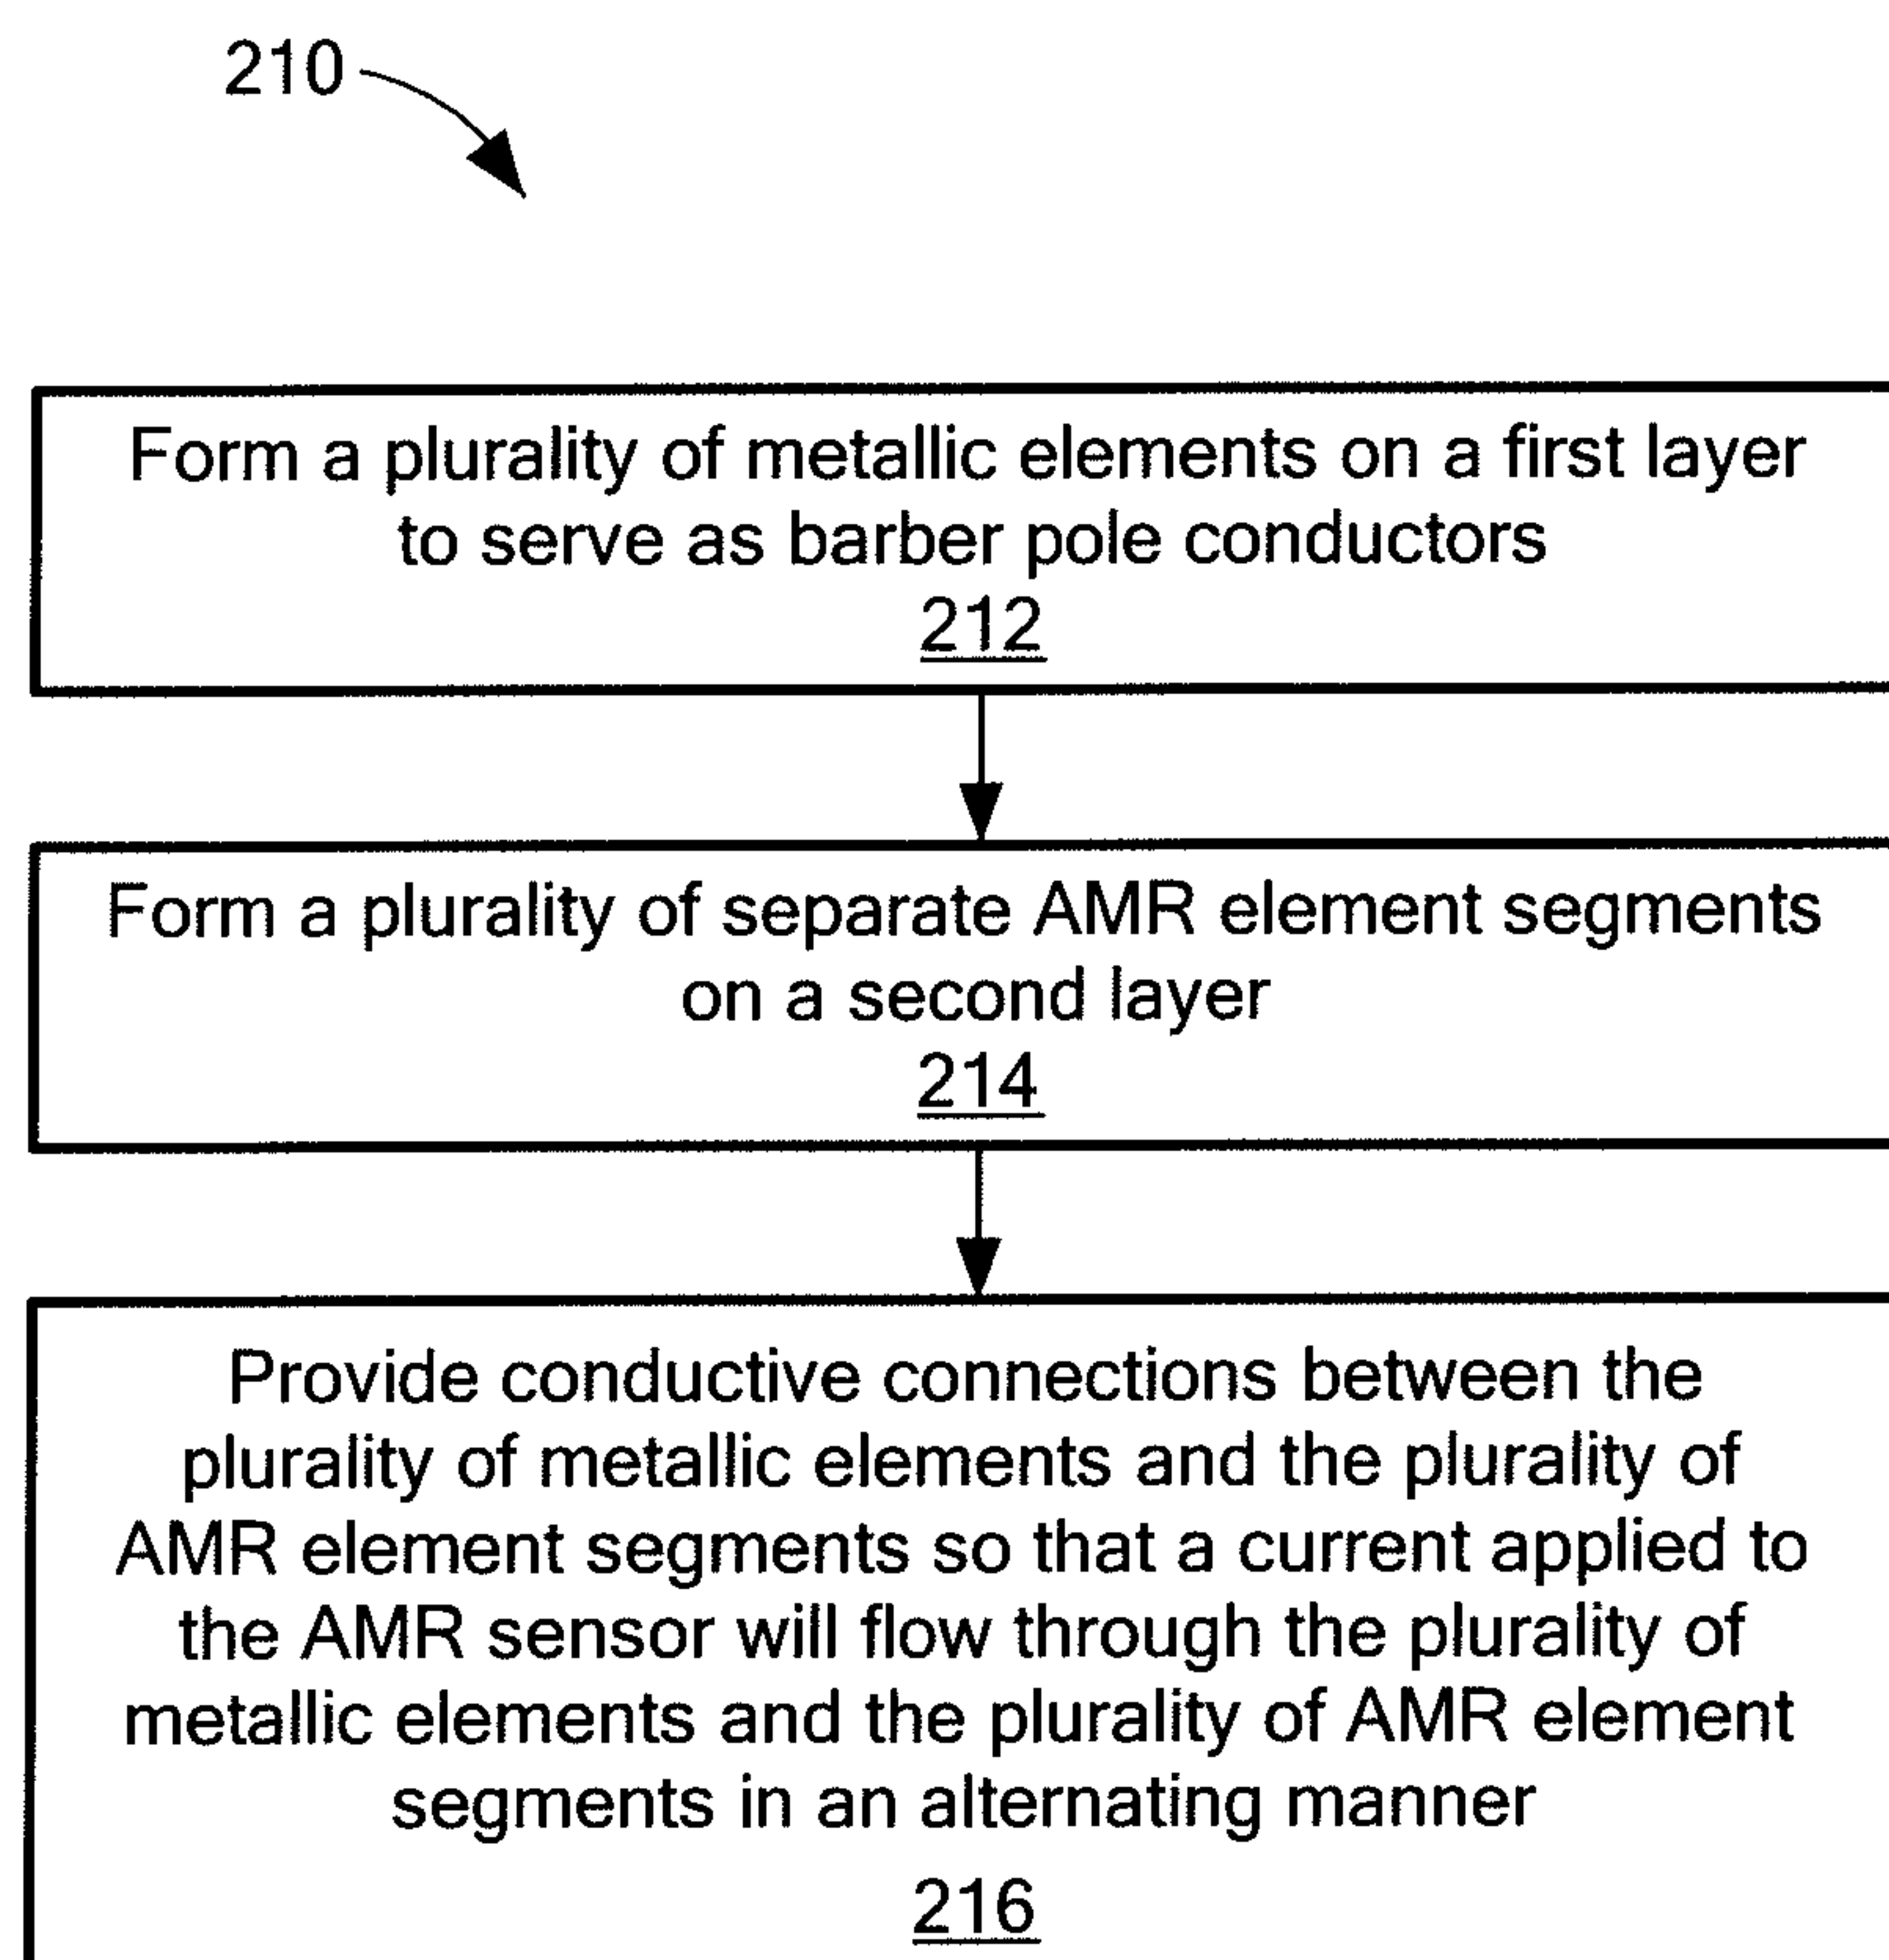 210
Form a plurality of metallic elements on a first layer
to serve as barber pole conductors
212
Form a plurality of separate AMR element segments
on a second layer
214
Provide conductive connections between the
plurality of metallic elements and the plurality of
AMR element segments so that a current applied to
the AMR sensor will flow through the plurality of
metallic elements and the plurality of AMR element
segments in an alternating manner
216